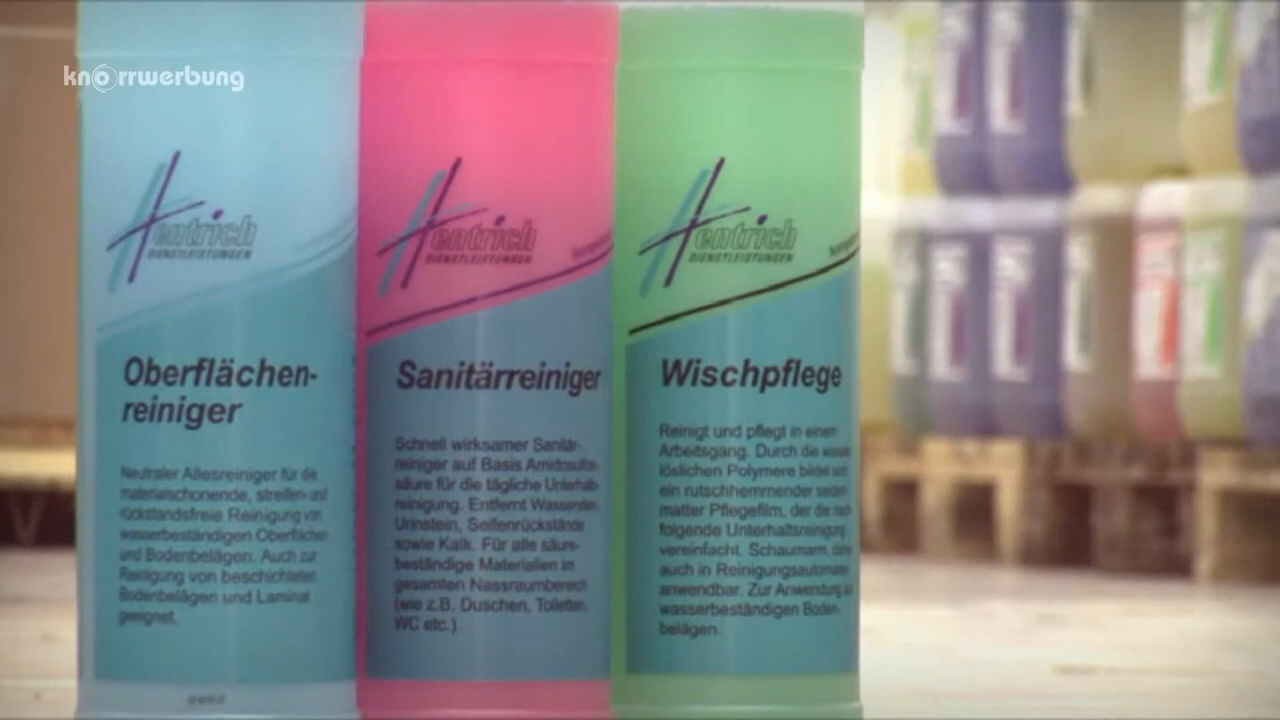 knorrwerbung
Hentrich
DIENSTLEISTUNGEN
Oberflächen-
reiniger
Neutraler Allesreiniger für die
materialschonende, streifen- und
rückstandsfreie Reinigung von
wasserbeständigen Oberflächen
und Bodenbelägen. Auch zur
Reinigung von beschichteten
Bodenbelägen und Laminat
geeignet.
Hentrich
DIENSTLEISTUNGEN
Sanitärreiniger
Schnell wirksamer Sanitär-
reiniger auf Basis Amidosulfon-
säure für die tägliche Unterhalts-
reinigung. Entfernt
Urinstein, Seifenrückstände
sowie Kalk. Für alle säure-
beständige Materialien in
gesamten Nassraumbereich
(wie z.B. Duschen, Toiletten,
WC etc.).
Hentrich
DIENSTLEISTUNGEN
Wischpflege
Reinigt und pflegt in einem
Arbeitsgang. Durch die
löslichen Polymere bildet
ein rutschhemmender
matter Pflegefilm, der die
folgende Unterhaltsreinigung
vereinfacht. Schaumarm, daher
auch in Reinigungsautomaten
anwendbar. Zur Anwendung
wasserbeständigen Boden-
belägen.